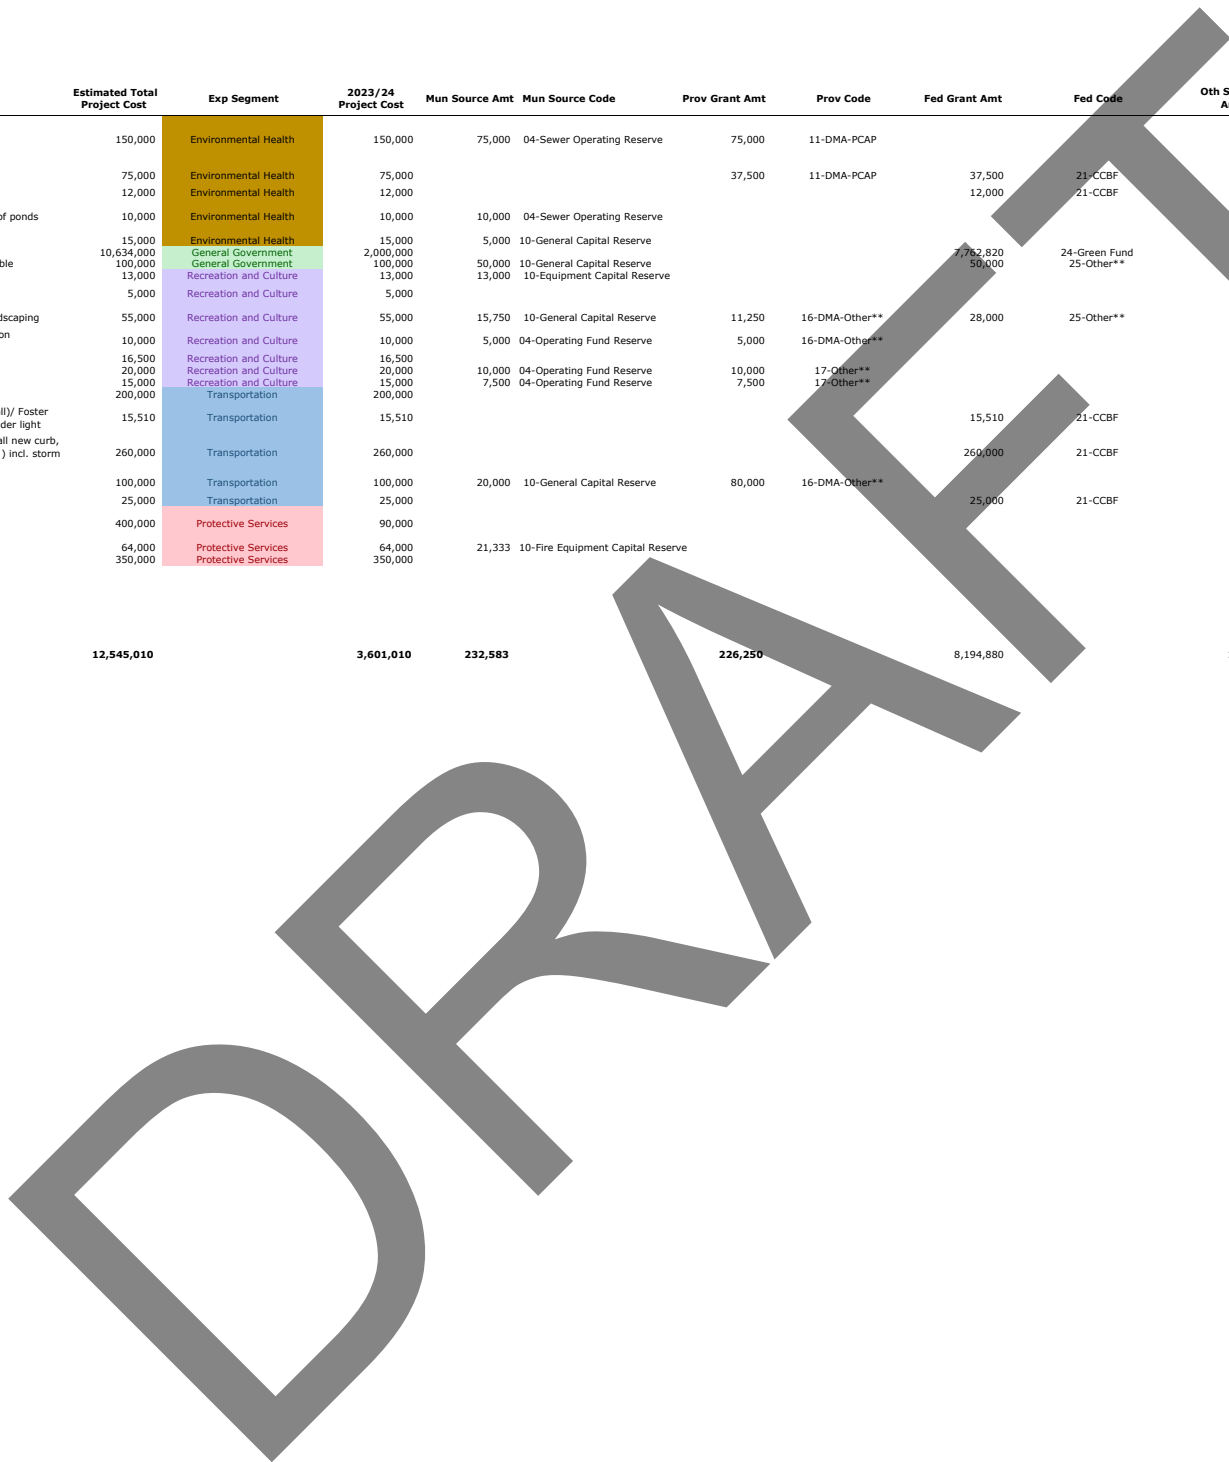 Estimated Total Project Cost Exp Segment 2023/24 Project Cost Mun Source Amt Mun Source Code Prov Grant Amt Prov Code Fed Grant Amt Fed Code Oth
150,000 Environmental Health 150,000 75,000 04-Sewer Operating Reserve 75,000 11-DMA-PCAP
75,000 Environmental Health 75,000 37,500 11-DMA-PCAP 37,500 21-CCBF
12,000 Environmental Health 12,000 12,000 21-CCBF
of ponds 10,000 Environmental Health 10,000 10,000 04-Sewer Operating Reserve
15,000 Environmental Health 15,000 5,000 10-General Capital Reserve
10,634,000 General Government 2,000,000 7,762,820 24-Green Fund
ble 100,000 General Government 100,000 50,000 10-General Capital Reserve 50,000 25-Other**
13,000 Recreation and Culture 13,000 13,000 10-Equipment Capital Reserve
5,000 Recreation and Culture 5,000
dscaping 55,000 Recreation and Culture 55,000 15,750 10-General Capital Reserve 11,250 16-DMA-Other** 28,000 25-Other**
on
10,000 Recreation and Culture 10,000 5,000 04-Operating Fund Reserve 5,000 16-DMA-Other**
16,500 Recreation and Culture 16,500
20,000 Recreation and Culture 20,000 10,000 04-Operating Fund Reserve 10,000 17-Other**
15,000 Recreation and Culture 15,000 7,500 04-Operating Fund Reserve 7,500 17-Other**
200,000 Transportation 200,000
all)/ Foster
der light 15,510 Transportation 15,510 15,510 21-CCBF
all new curb,
) incl. storm 260,000 Transportation 260,000 260,000 21-CCBF
100,000 Transportation 100,000 20,000 10-General Capital Reserve 80,000 16-DMA-Other**
25,000 Transportation 25,000 25,000 21-CCBF
400,000 Protective Services 90,000
64,000 Protective Services 64,000 21,333 10-Fire Equipment Capital Reserve
350,000 Protective Services 350,000
12,545,010 3,601,010 232,583 226,250 8,194,880
DRAFT